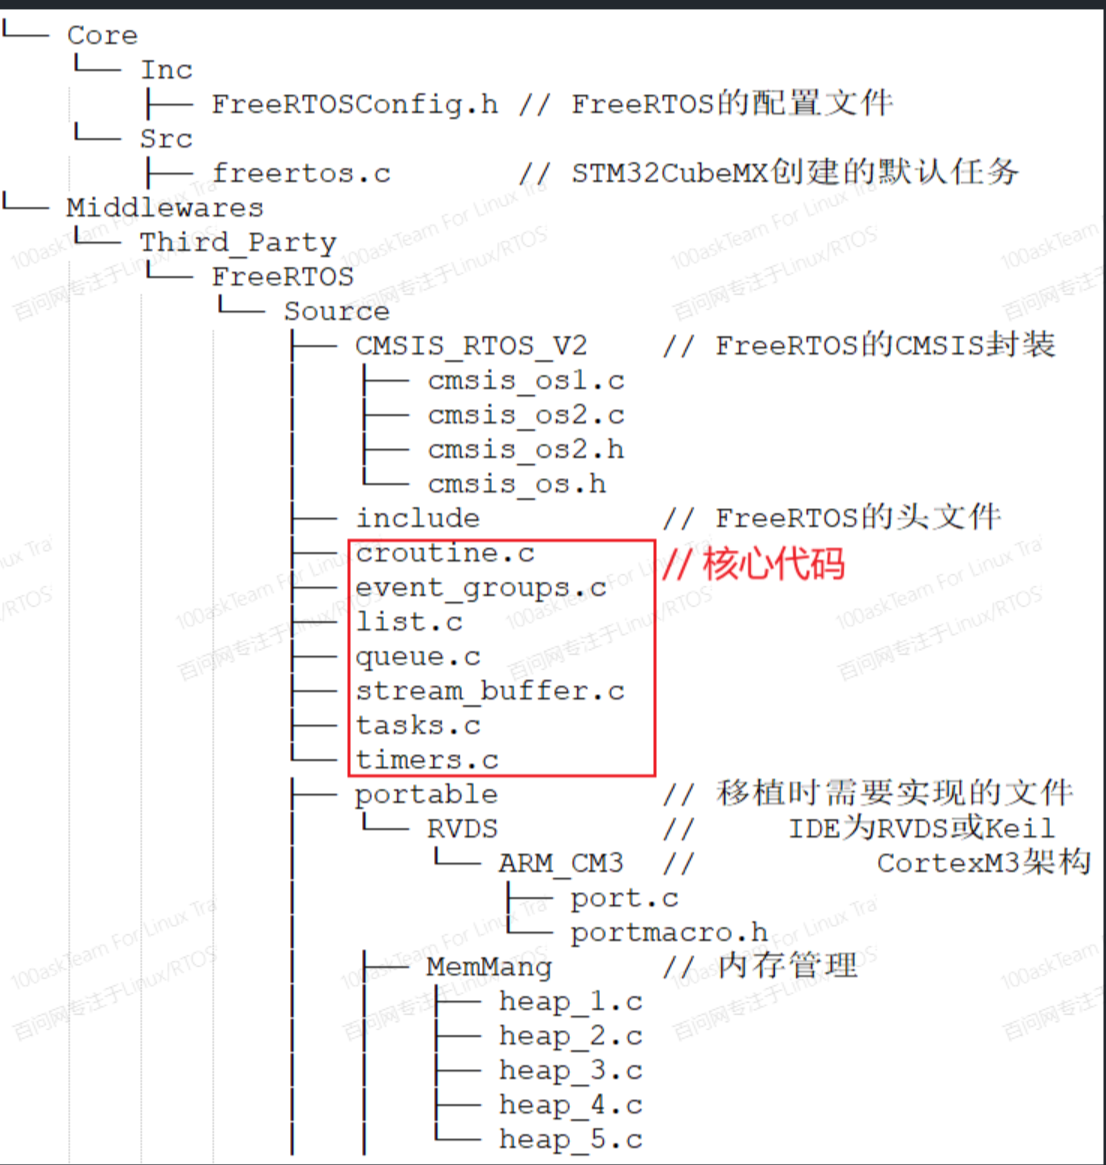 └── Core
└── Inc
├── FreeRTOSConfig.h // FreeRTOS的配置文件
└── Src
├── freertos.c // STM32CubeMX创建的默认任务
└── Middlewares
└── Third_Party
└── FreeRTOS
└── Source
├── CMSIS_RTOS_V2 // FreeRTOS的CMSIS封装
│ ├── cmsis_os1.c
│ ├── cmsis_os2.c
│ ├── cmsis_os2.h
│ └── cmsis_os.h
├── include // FreeRTOS的头文件
├── croutine.c // 核心代码
├── event_groups.c
├── list.c
├── queue.c
├── stream_buffer.c
├── tasks.c
└── timers.c
├── portable // 移植时需要实现的文件
│ └── RVDS // IDE为RVDS或Keil
│ └── ARM_CM3 // CortexM3架构
│ ├── port.c
│ └── portmacro.h
│ ├── MemMang // 内存管理
│ │ ├── heap_1.c
│ │ ├── heap_2.c
│ │ ├── heap_3.c
│ │ ├── heap_4.c
│ │ └── heap_5.c
100askTeam For Linux Tra
百问网专注于Linux/RTOS